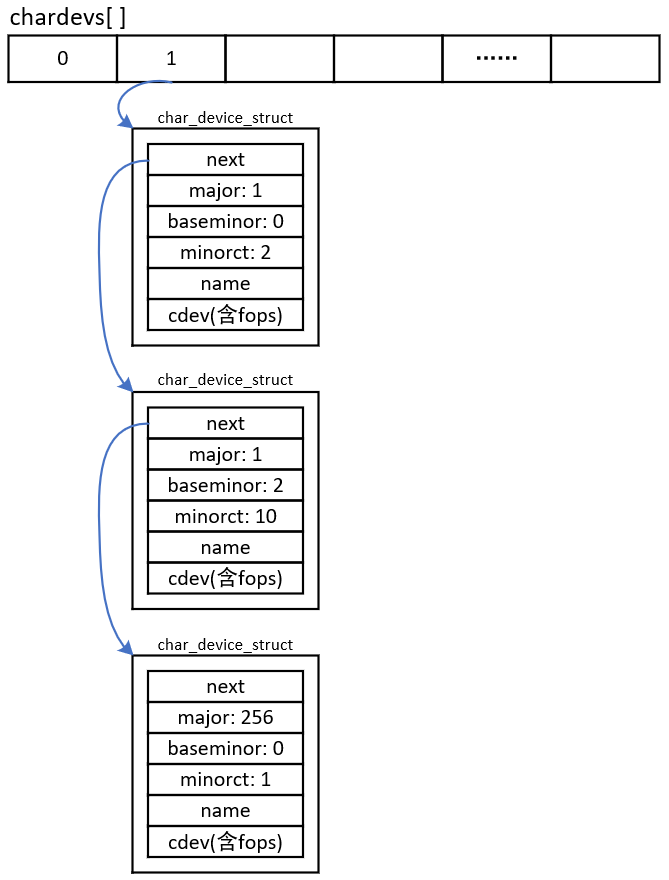 chardevs[ ]
0 1 ······
char_device_struct
next
major: 1
baseminor: 0
minorct: 2
name
cdev(含fops)
char_device_struct
next
major: 1
baseminor: 2
minorct: 10
name
cdev(含fops)
char_device_struct
next
major: 256
baseminor: 0
minorct: 1
name
cdev(含fops)